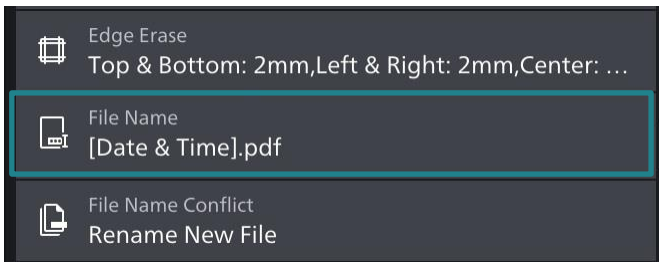 Edge Erase
Top & Bottom: 2mm,Left & Right: 2mm,Center: ...
File Name
[Date & Time].pdf
File Name Conflict
Rename New File